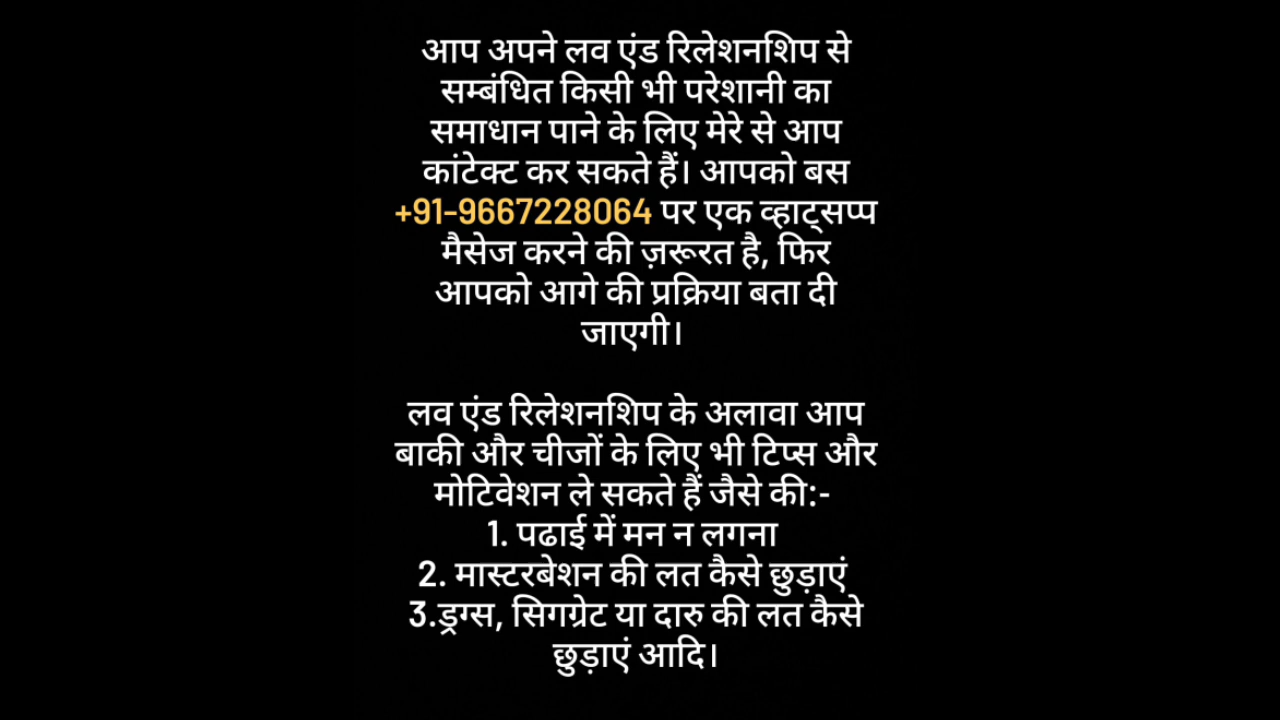 आप अपने लव एंड रिलेशनशिप से
सम्बंधित किसी भी परेशानी का
समाधान पाने के लिए मेरे से आप
कांटेक्ट कर सकते हैं। आपको बस
+91-9667228064 पर एक व्हाट्सप्प
मैसेज करने की ज़रूरत है, फिर
आपको आगे की प्रक्रिया बता दी
जाएगी।
लव एंड रिलेशनशिप के अलावा आप
बाकी और चीजों के लिए भी टिप्स और
मोटिवेशन ले सकते हैं जैसे की:-
1. पढाई में मन न लगना
2. मास्टरबेशन की लत कैसे छुड़ाएं
3.ड्रग्स, सिगग्रेट या दारु की लत कैसे
छुड़ाएं आदि।